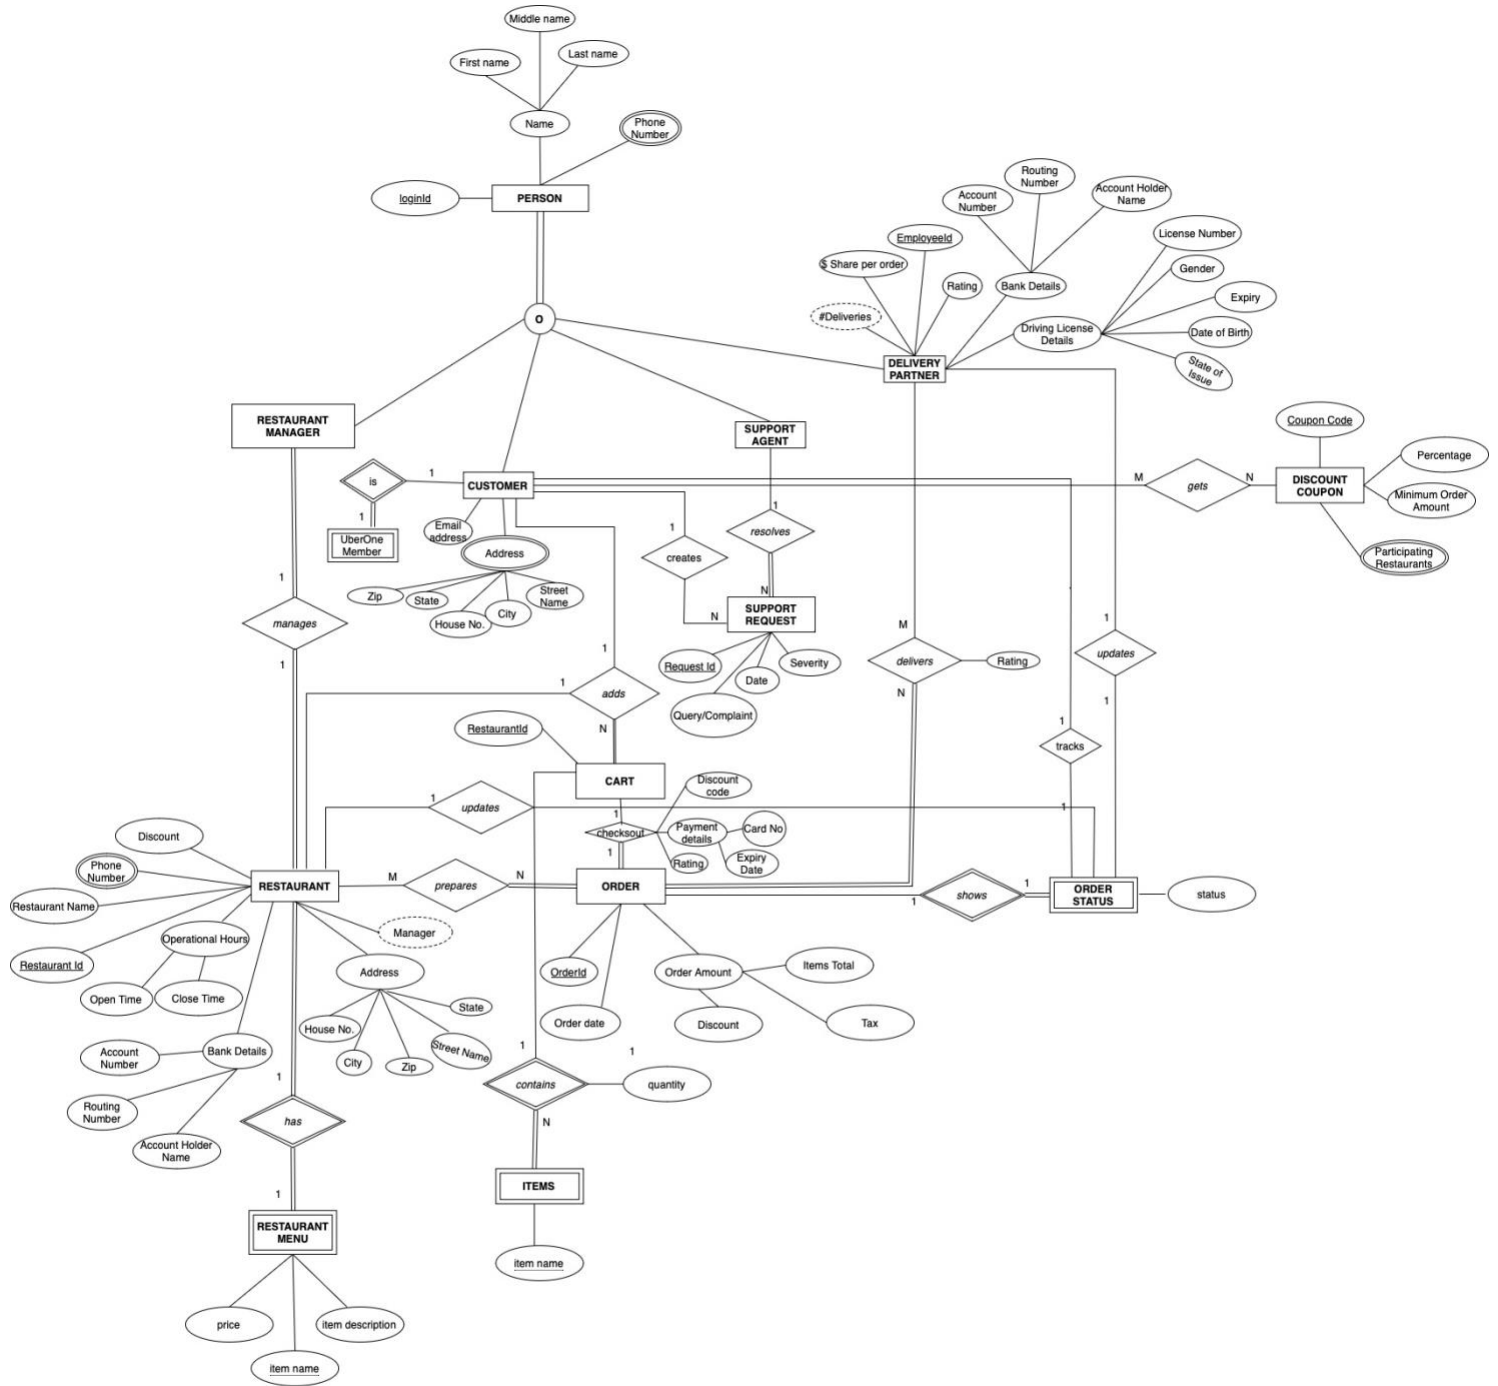 Middle name
First name
Last name
Name
Phone
Number
loginId
PERSON
O
Routing
Number
Account
Number
Account Holder
Name
EmployeeId
License Number
$ Share per order
Gender
Rating
Bank Details
Expiry
#Deliveries
Driving License
Details
Date of Birth
State of
Issue
DELIVERY
PARTNER
RESTAURANT
MANAGER
SUPPORT
AGENT
Coupon Code
Percentage
is
1
CUSTOMER
M
gets
N
DISCOUNT
COUPON
Minimum Order
Amount
1
UberOne
Member
Email
address
Address
1
creates
1
resolves
Participating
Restaurants
Zip
State
House No.
City
Street
Name
N
N
SUPPORT
REQUEST
1
manages
1
Request Id
Severity
Date
Query/Complaint
M
delivers
Rating
N
1
updates
1
1
1
adds
N
RestaurantId
1
tracks
CART
Discount
code
1
updates
1
1
checksout
Payment
details
Card No
1
Rating
Expiry
Date
Discount
Phone
Number
Restaurant Name
RESTAURANT
M
prepares
N
ORDER
1
shows
1
ORDER
STATUS
status
Operational Hours
Manager
Restaurant Id
Open Time
Close Time
Address
House No.
City
Zip
Street Name
State
OrderId
Order date
Order Amount
Items Total
Discount
Tax
Account
Number
Bank Details
Routing
Number
Account Holder
Name
1
has
1
1
1
contains
quantity
N
ITEMS
item name
RESTAURANT
MENU
price
item description
item name